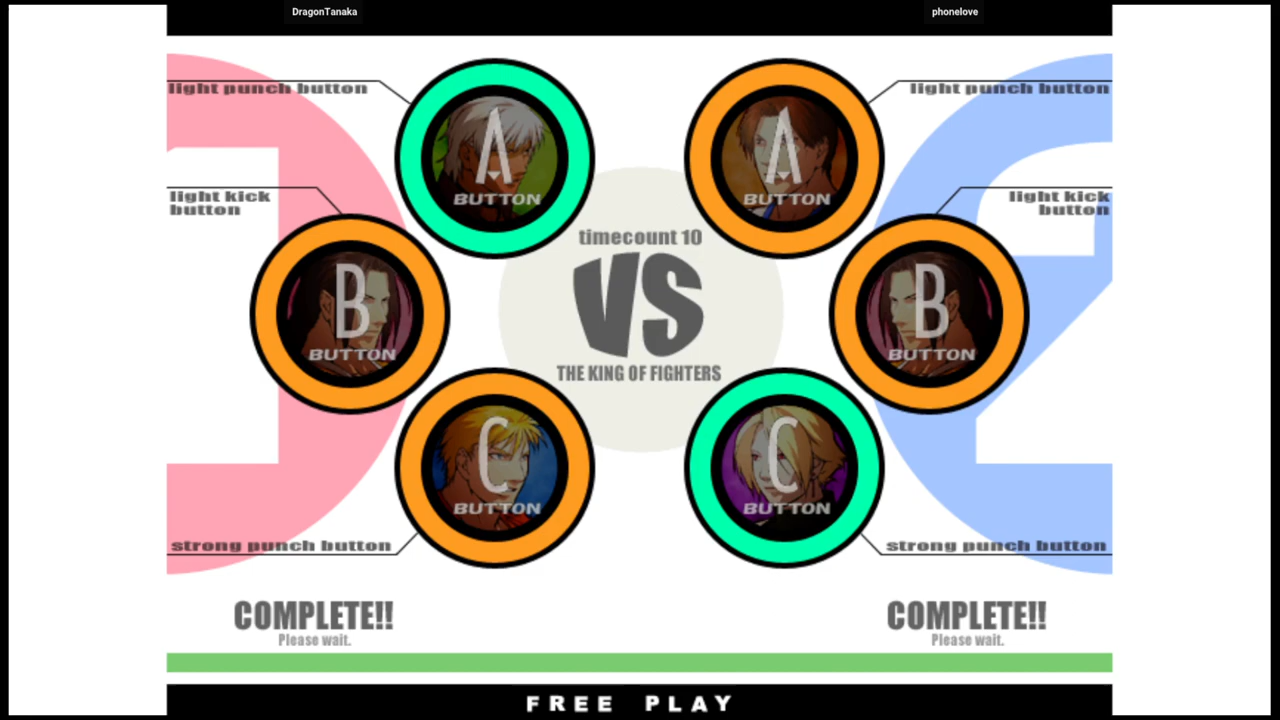 DragonTanaka
phonelove
light punch button
light punch button
A
BUTTON
A
BUTTON
light kick
button
light kick
button
timecount 10
VS
THE KING OF FIGHTERS
B
BUTTON
B
BUTTON
C
BUTTON
C
BUTTON
strong punch button
strong punch button
COMPLETE!!
Please wait.
COMPLETE!!
Please wait.
FREE PLAY